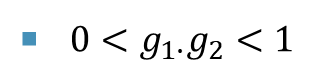 ▪ 0 < g₁.g₂ < 1